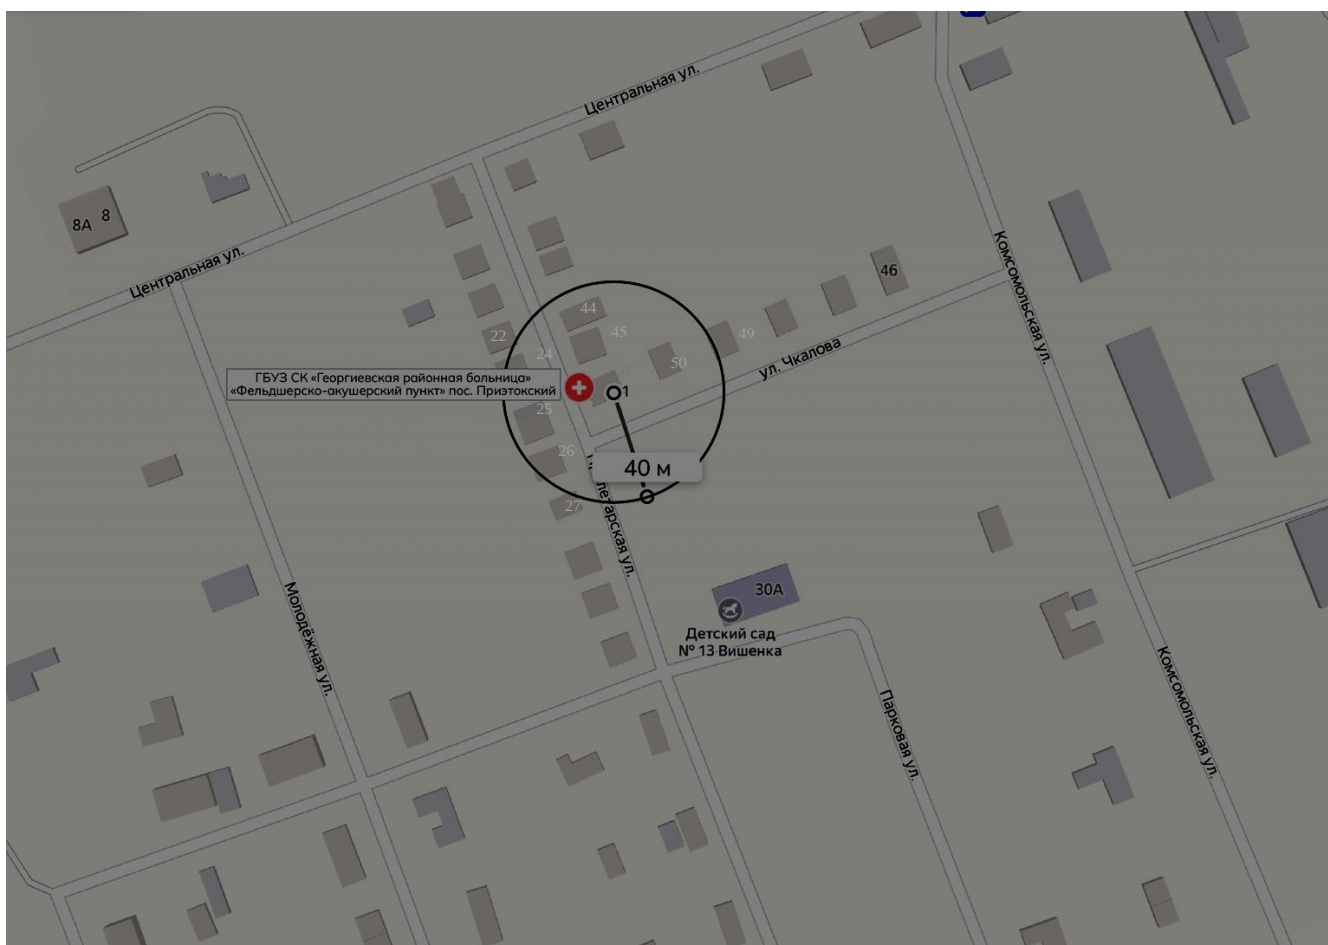 Центральная ул.
8А
8
Центральная ул.
Комсомольская ул.
46
44
45
22
49
24
50
ул. Чкалова
ГБУЗ СК «Георгиевская районная больница»
«Фельдшерско-акушерский пункт» пос. Приэтокский
1
25
26
40 м
27
Молодёжная ул.
30А
Детский сад
№ 13 Вишенка
Комсомольская ул.
Парковая ул.